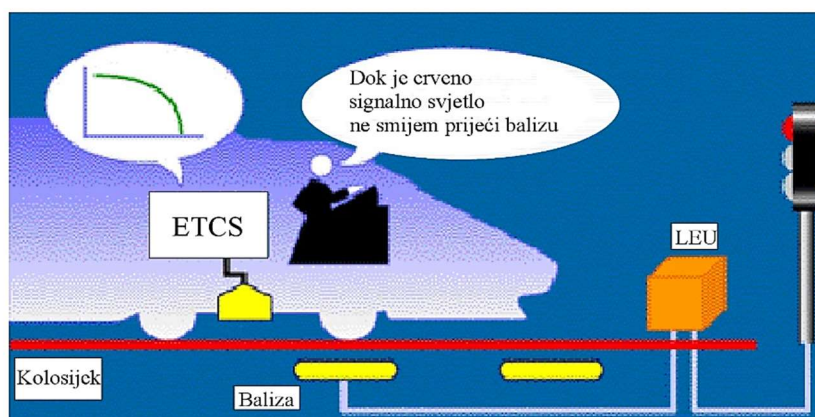 Dok je crveno
signalno svjetlo
ne smijem prijeći balizu
ETCS
LEU
Kolosijek
Baliza